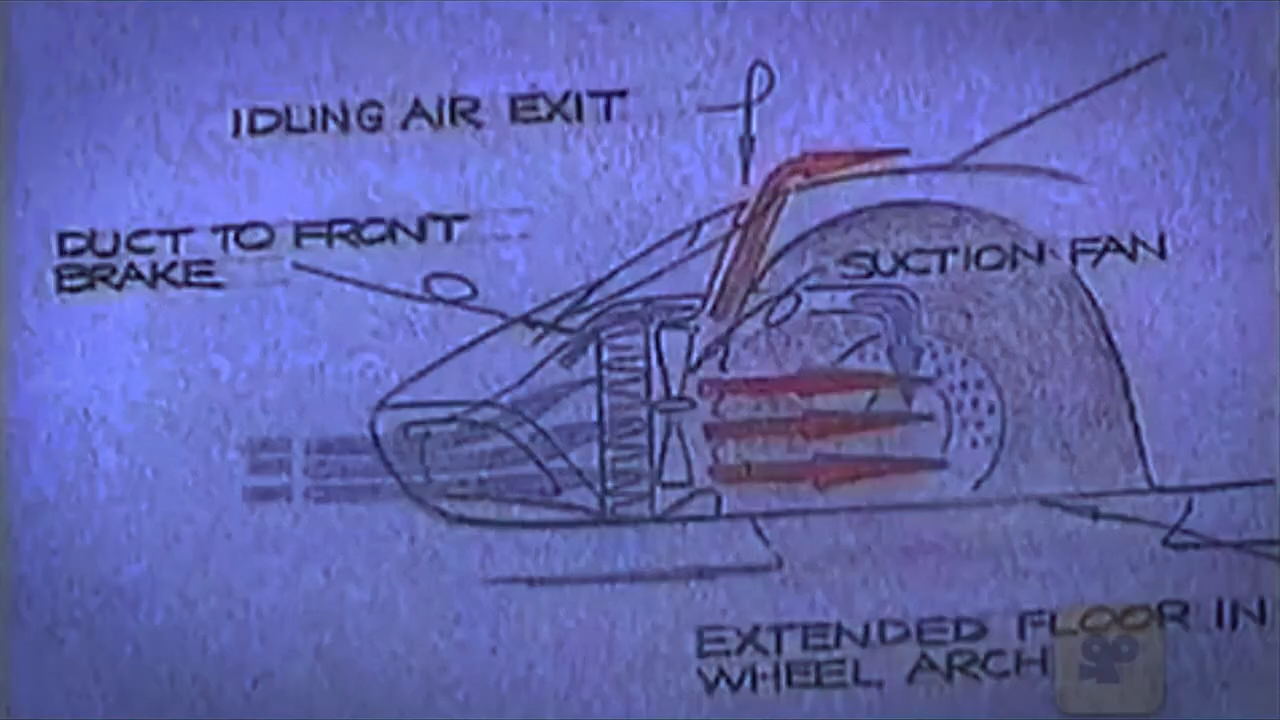 IDLING AIR EXIT
DUCT TO FRONT
BRAKE
SUCTION FAN
EXTENDED FLOOR IN
WHEEL ARCH